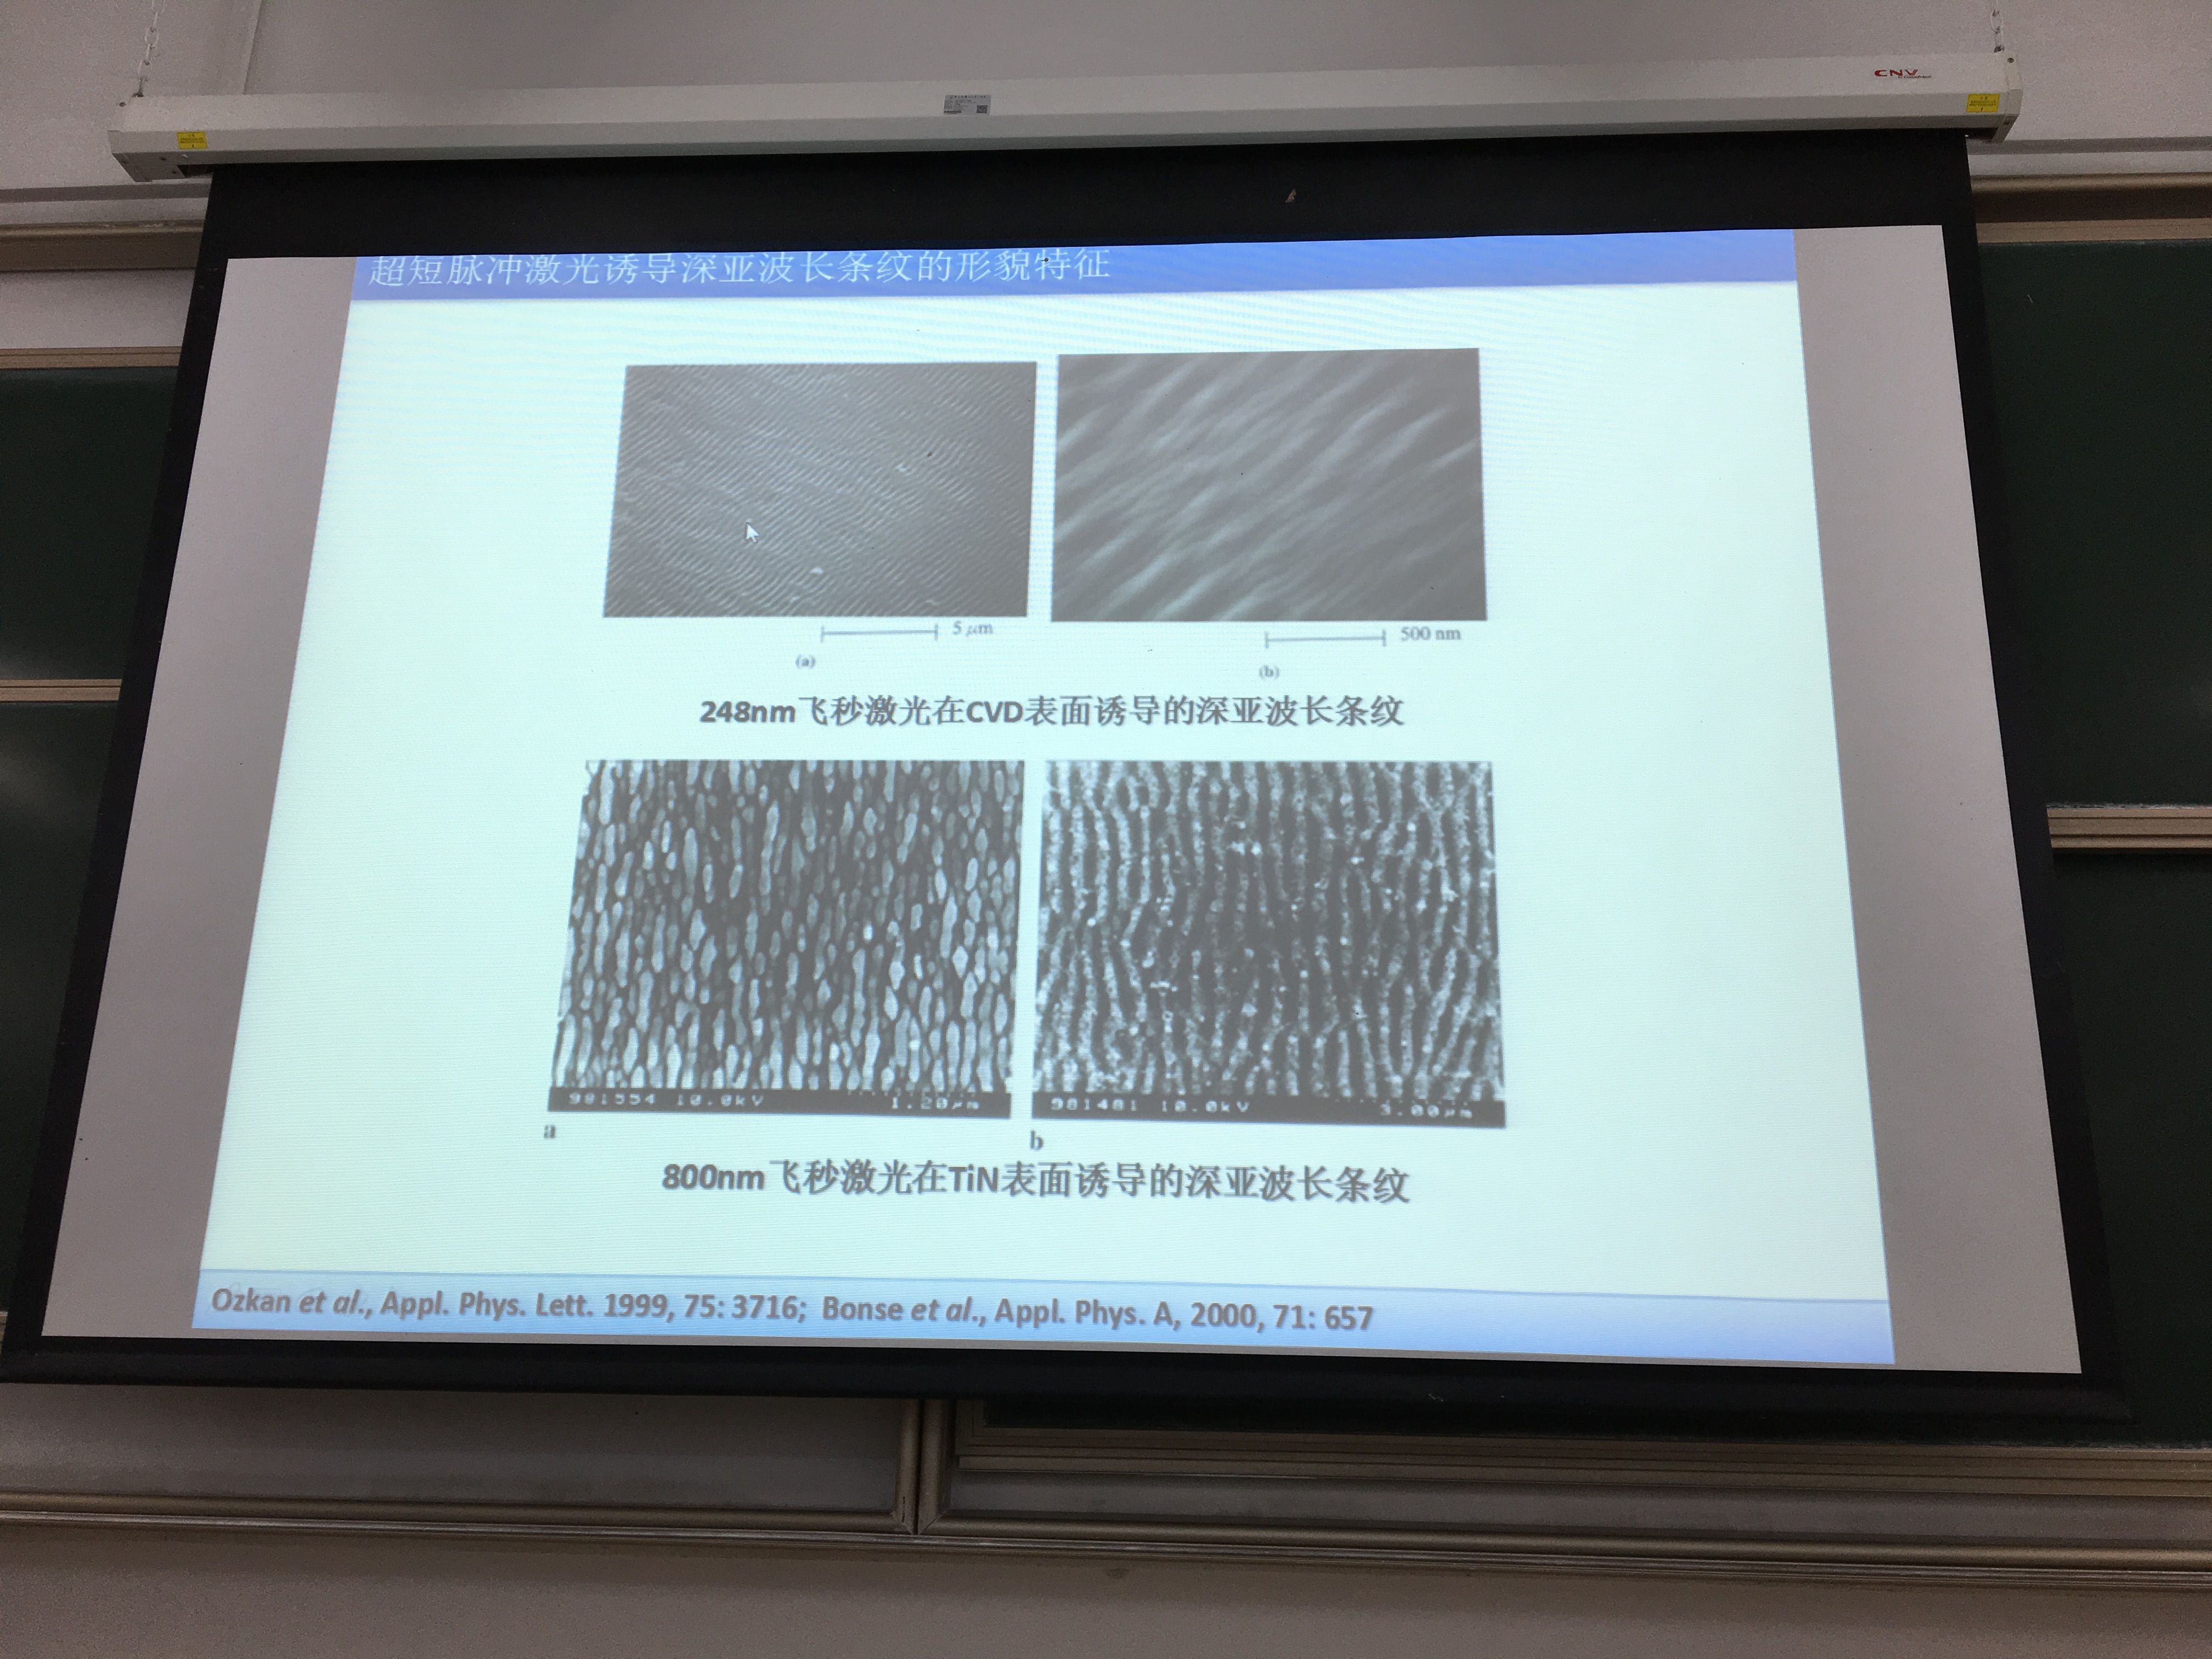 CNV
超短脉冲激光诱导深亚波长条纹的形貌特征
5 μm
500 nm
(a)
(b)
248nm飞秒激光在CVD表面诱导的深亚波长条纹
981554 10.0kV 1.20μm
981481 10.0kV 3.00μm
a
b
800nm飞秒激光在TiN表面诱导的深亚波长条纹
Ozkan et al., Appl. Phys. Lett. 1999, 75: 3716; Bonse et al., Appl. Phys. A, 2000, 71: 657